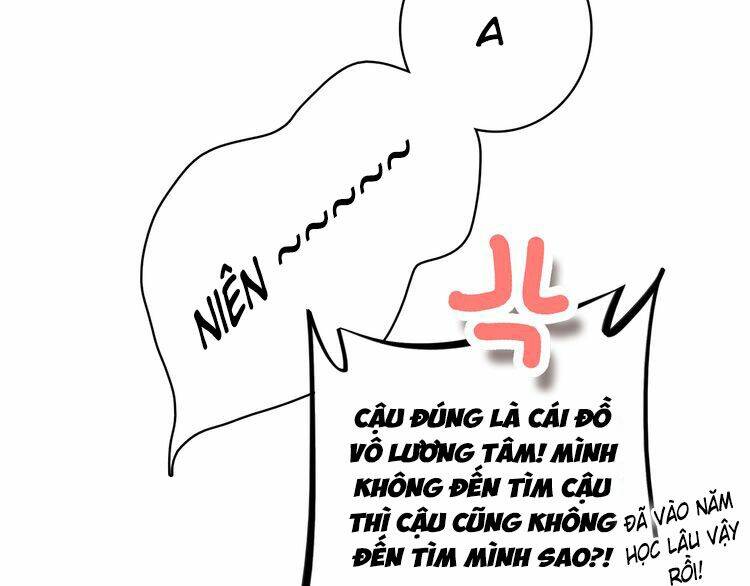 A
NIÊN ~~~~~~
CẬU ĐÚNG LÀ CÁI ĐỒ
VÔ LƯƠNG TÂM! MÌNH
KHÔNG ĐẾN TÌM CẬU
THÌ CẬU CŨNG KHÔNG
ĐẾN TÌM MÌNH SAO?!
ĐÃ VÀO NĂM
HỌC LÂU VẬY
RỒI!